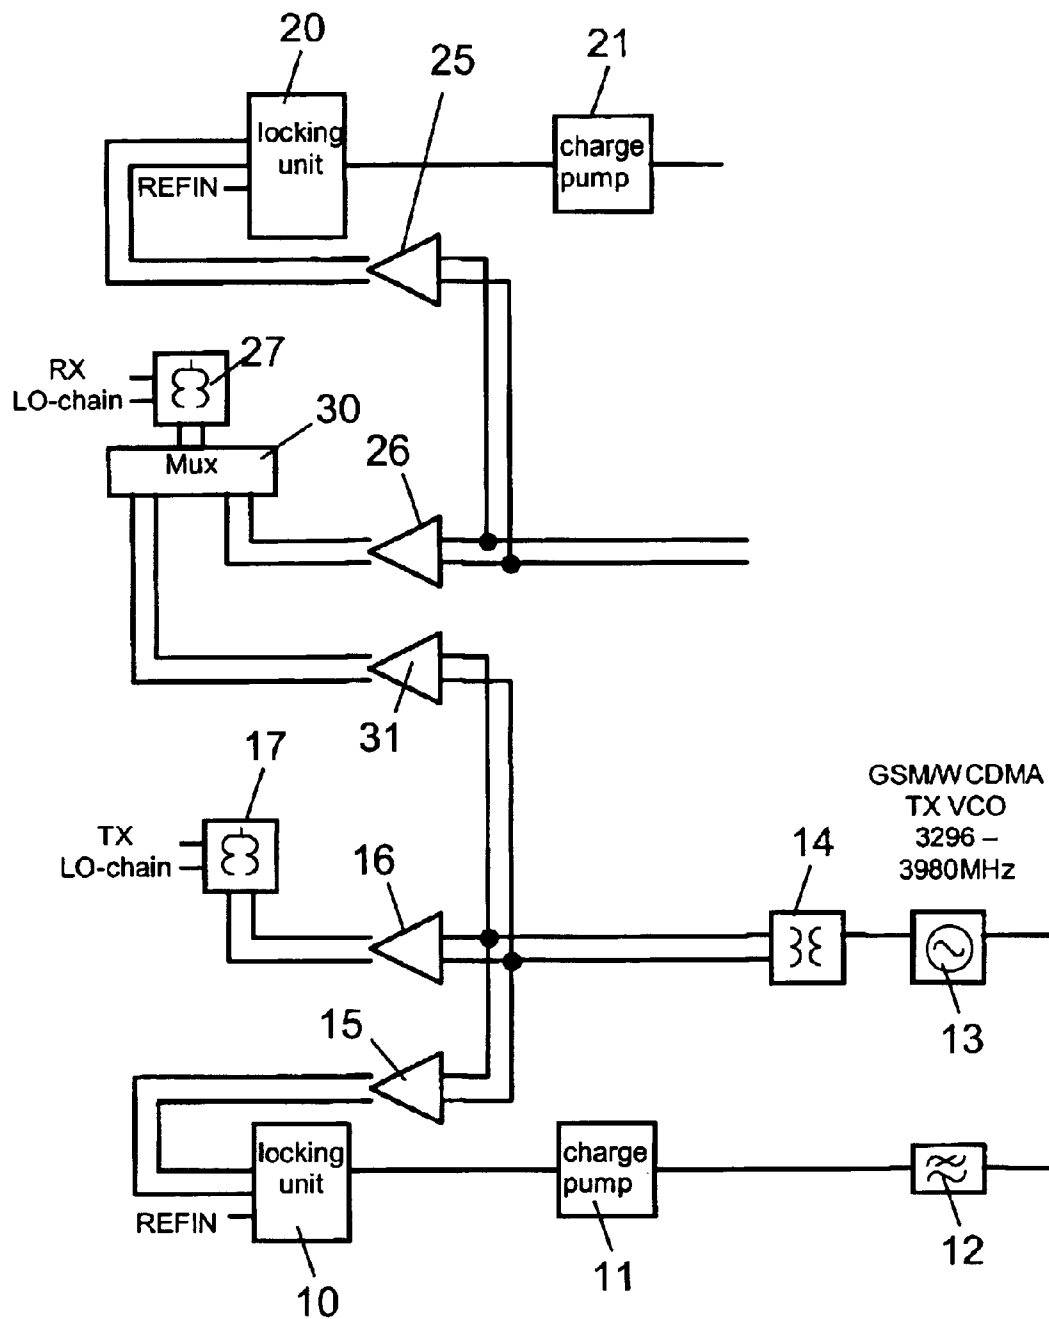 20
25
21
locking
unit
charge
pump
REFIN
RX
LO-chain
27
30
Mux
26
31
17
TX
LO-chain
16
14
GSM/WCDMA
TX VCO
3296 –
3980MHz
13
15
locking
unit
charge
pump
REFIN
10
11
12